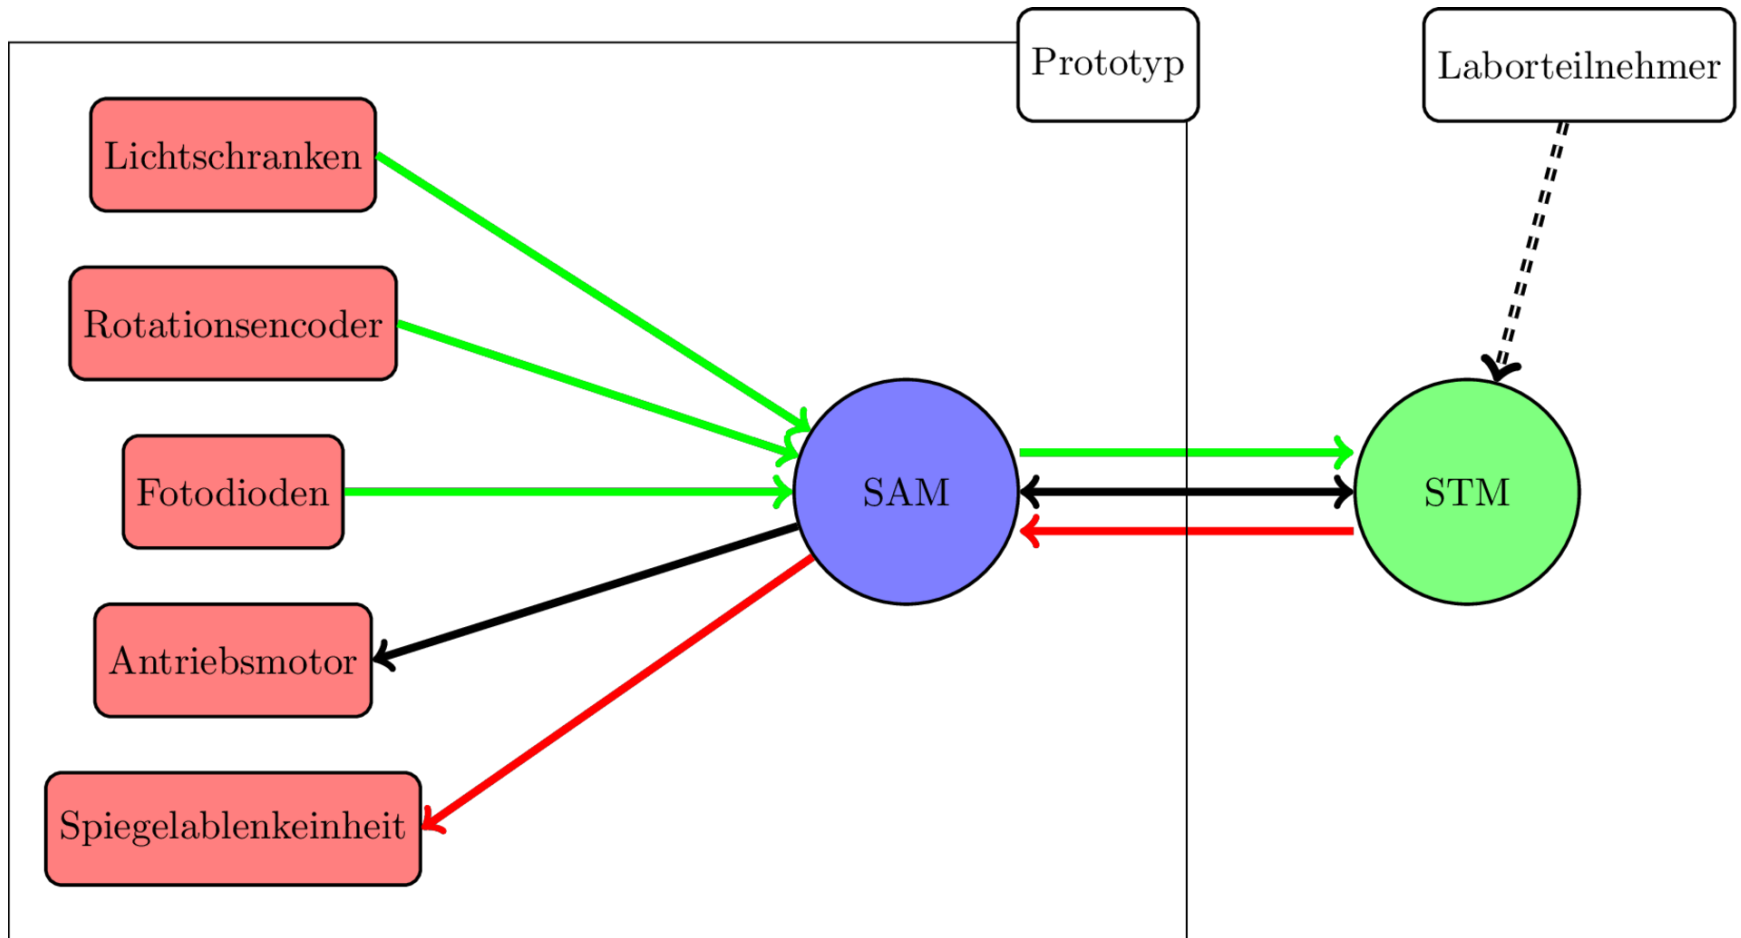 Prototyp
Laborteilnehmer
Lichtschranken
Rotationsencoder
Fotodioden
SAM
STM
Antriebsmotor
Spiegelablenkeinheit